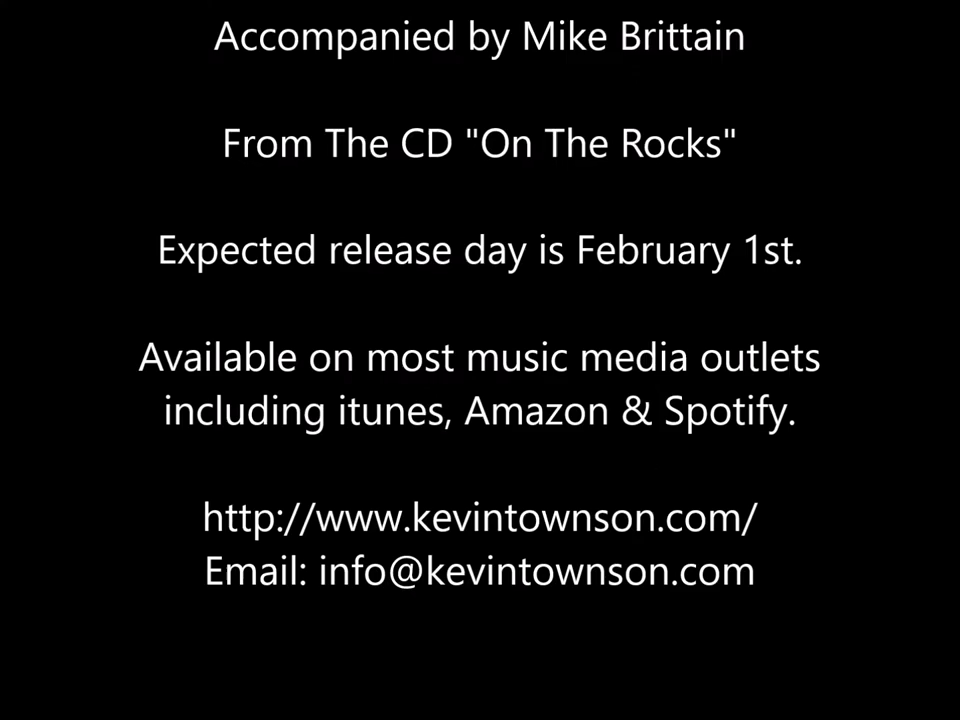 Accompanied by Mike Brittain
From The CD "On The Rocks"
Expected release day is February 1st.
Available on most music media outlets
including itunes, Amazon & Spotify.
http://www.kevintownson.com/
Email: info@kevintownson.com